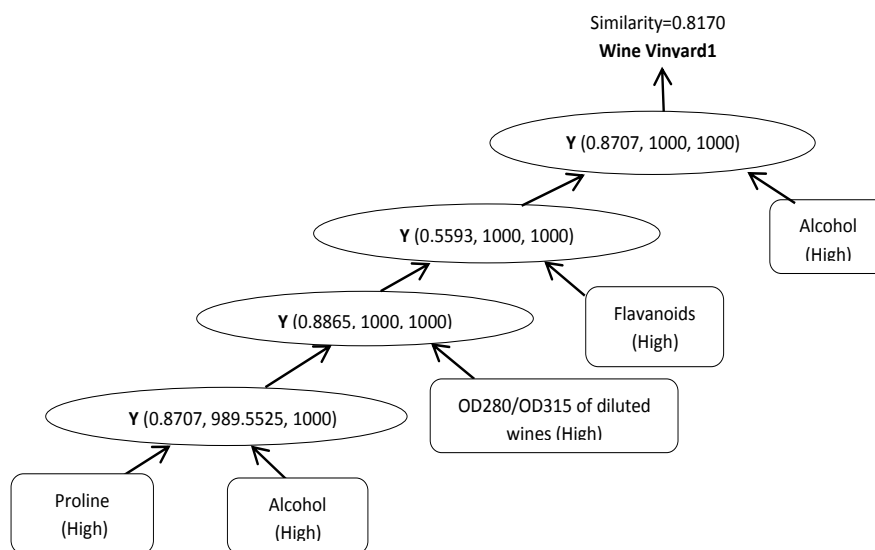 Similarity=0.8170
Wine Vinyard1
Y (0.8707, 1000, 1000)
Alcohol
(High)
Y (0.5593, 1000, 1000)
Flavanoids
(High)
Y (0.8865, 1000, 1000)
OD280/OD315 of diluted
wines (High)
Y (0.8707, 989.5525, 1000)
Proline
(High)
Alcohol
(High)